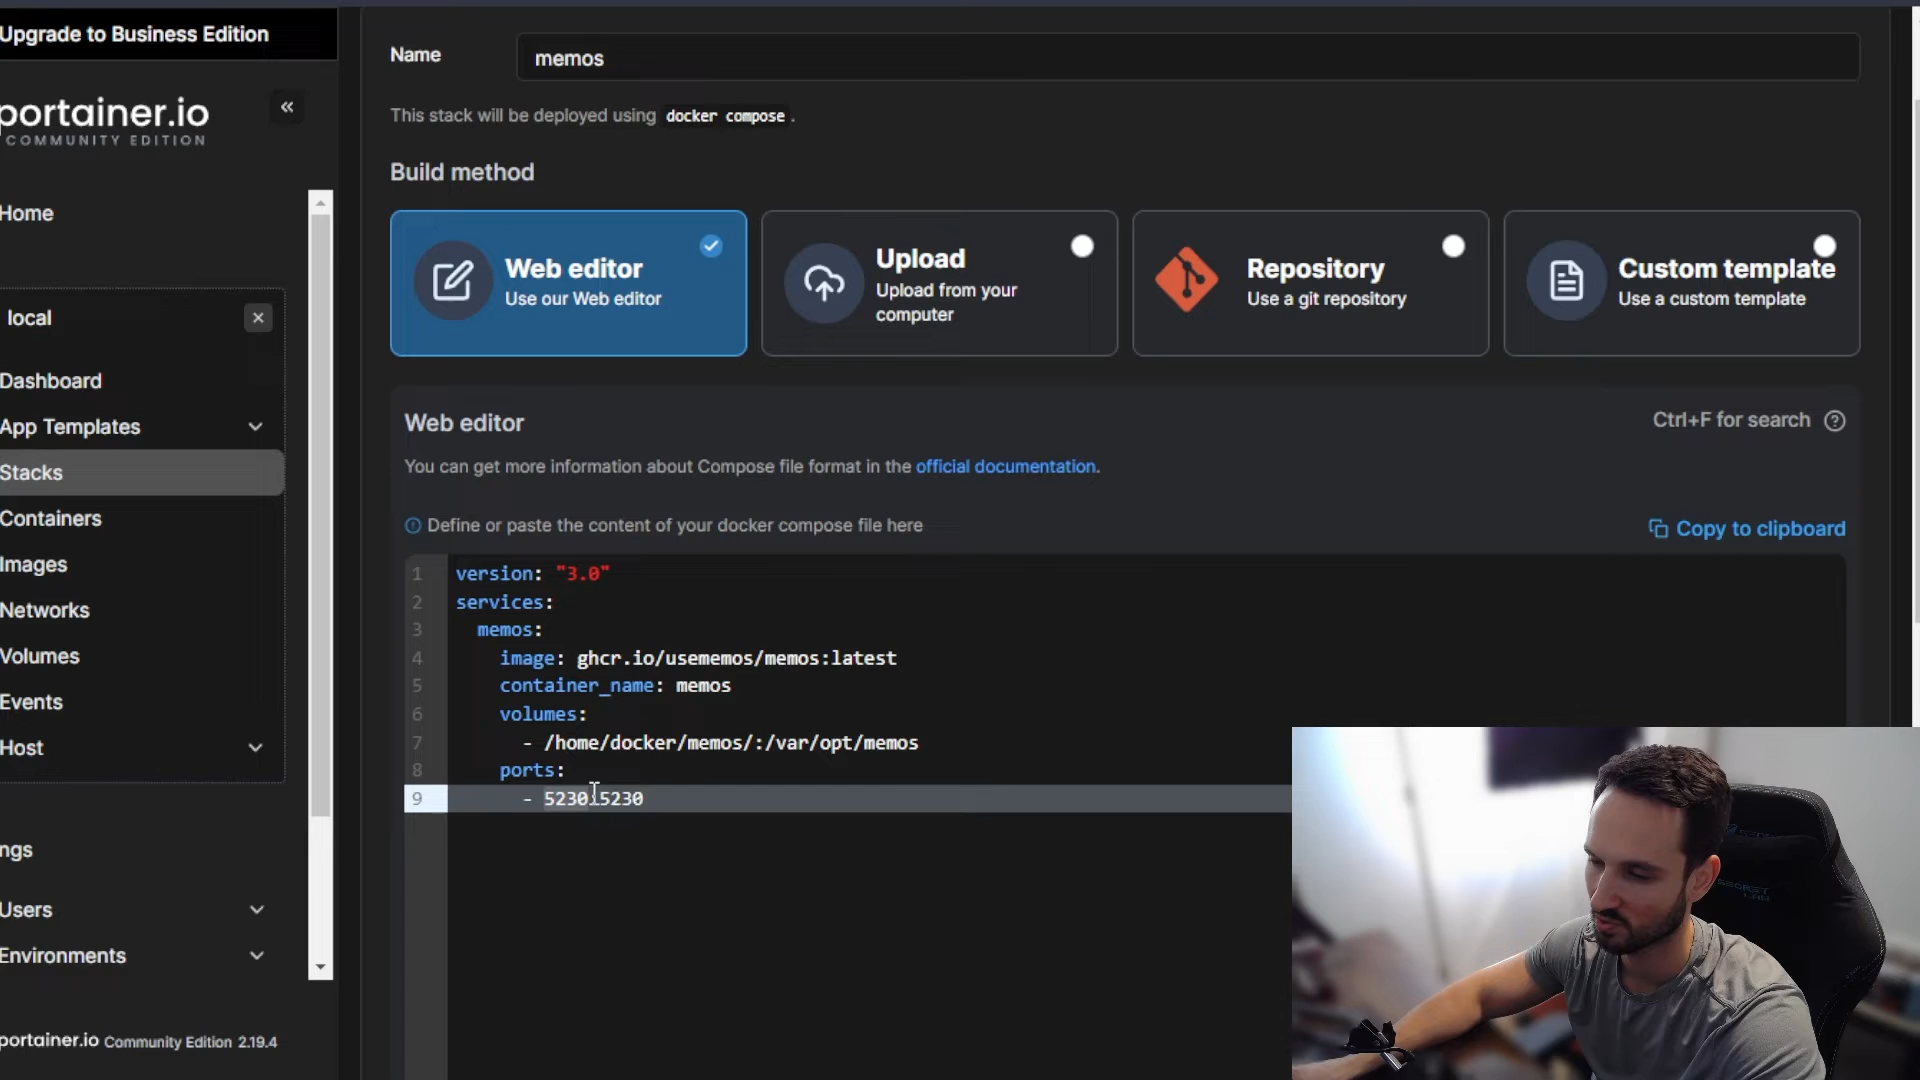 Upgrade to Business Edition
portainer.io
COMMUNITY EDITION
Home
local
Dashboard
App Templates
Stacks
Containers
Images
Networks
Volumes
Events
Host
ngs
Users
Environments
portainer.io Community Edition 2.19.4
Name
memos
This stack will be deployed using docker compose .
Build method
Web editor
Use our Web editor
Upload
Upload from your
computer
Repository
Use a git repository
Custom template
Use a custom template
Web editor
Ctrl+F for search
You can get more information about Compose file format in the official documentation.
Define or paste the content of your docker compose file here
Copy to clipboard
1 version: "3.0"
2 services:
3 memos:
4 image: ghcr.io/usememos/memos:latest
5 container_name: memos
6 volumes:
7 - /home/docker/memos/:/var/opt/memos
8 ports:
9 - 5230:5230